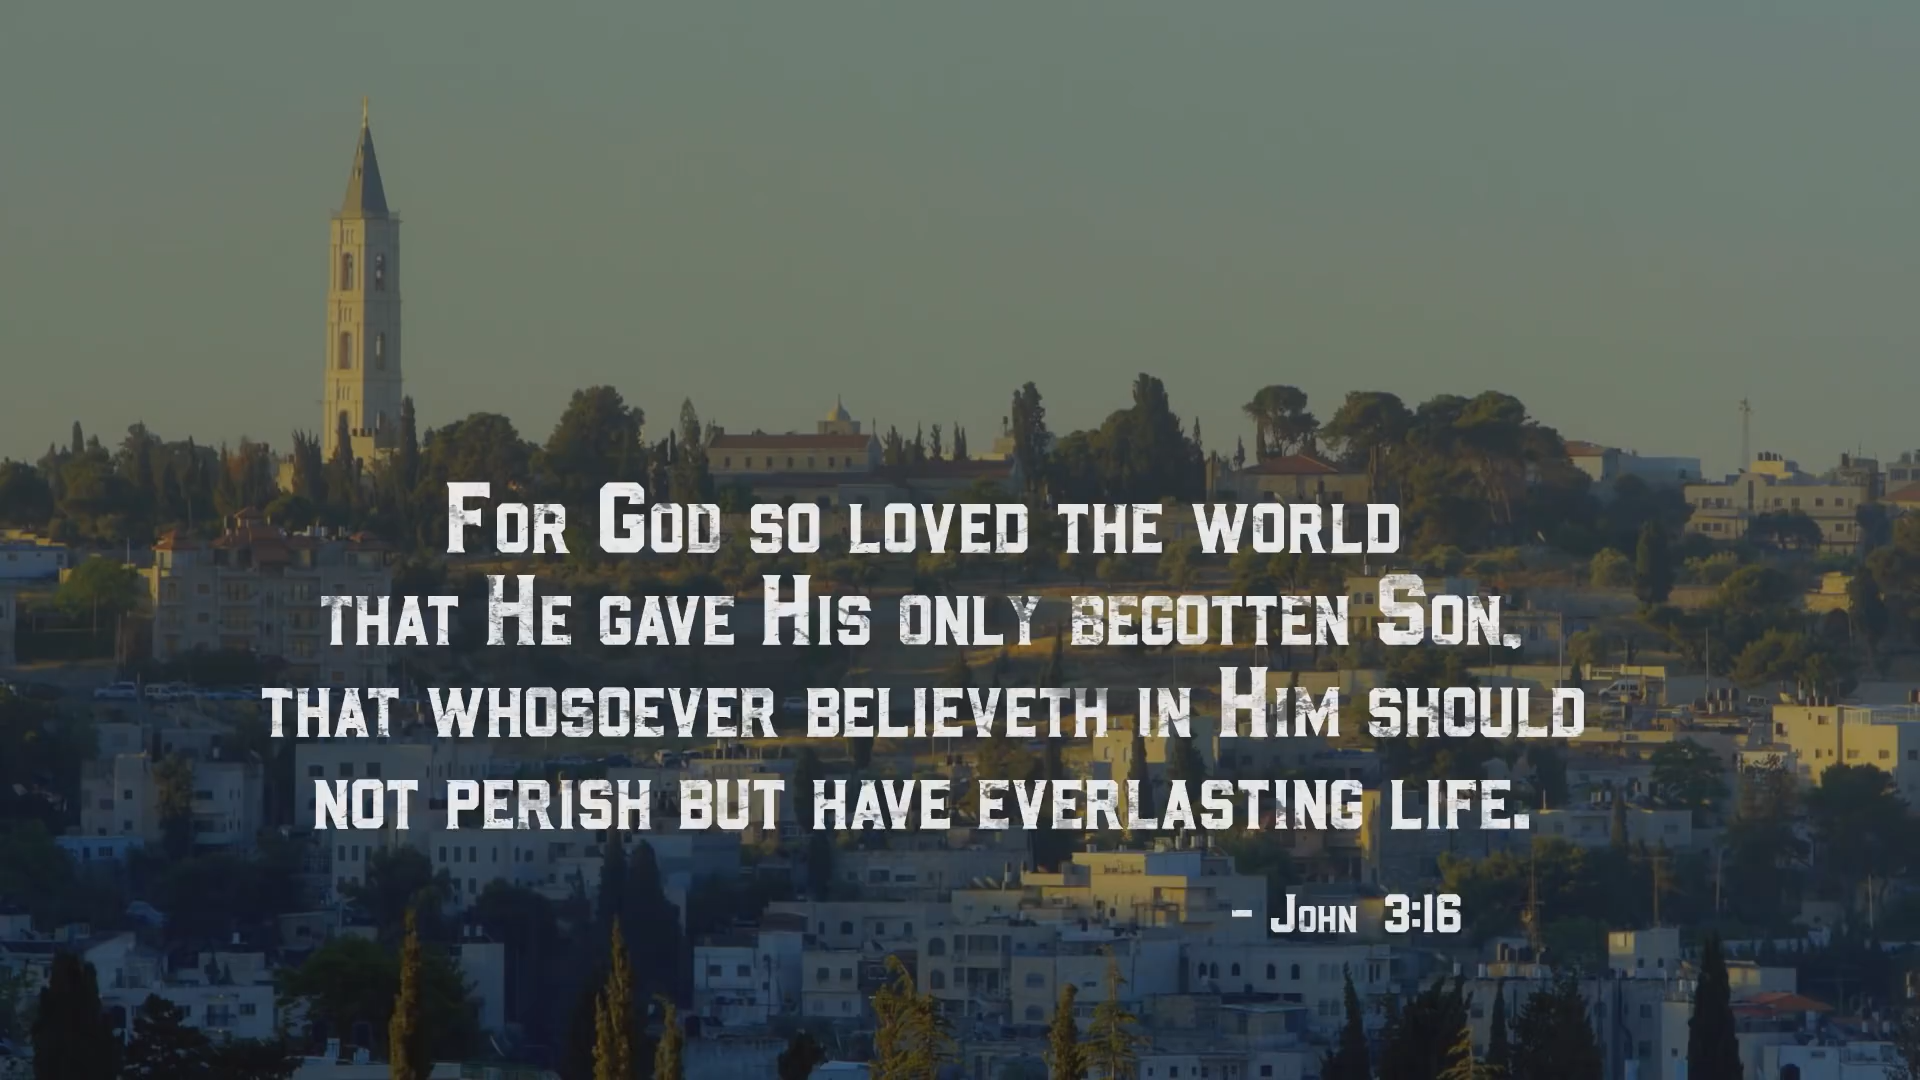 For God so loved the world
that He gave His only begotten Son,
that whosoever believeth in Him should
not perish but have everlasting life.
- John 3:16